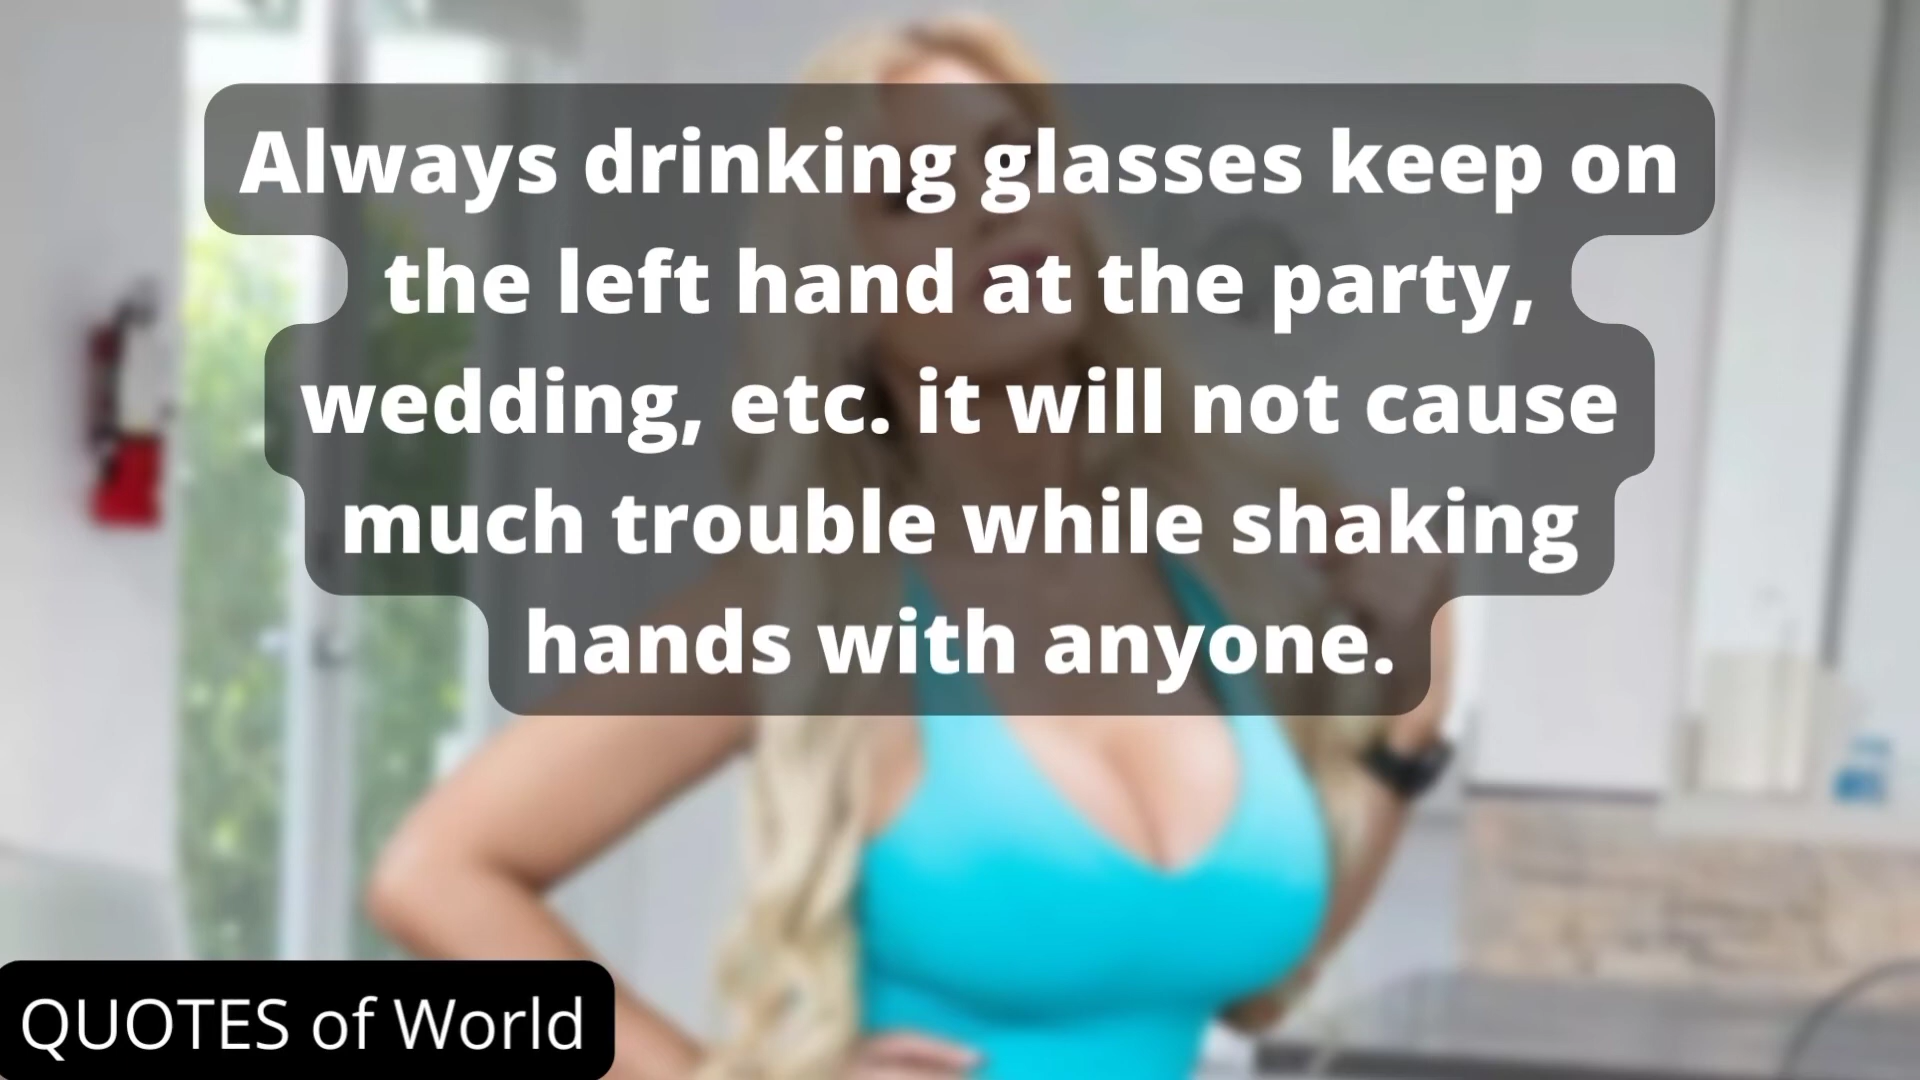 Always drinking glasses keep on
the left hand at the party,
wedding, etc. it will not cause
much trouble while shaking
hands with anyone.
QUOTES of World